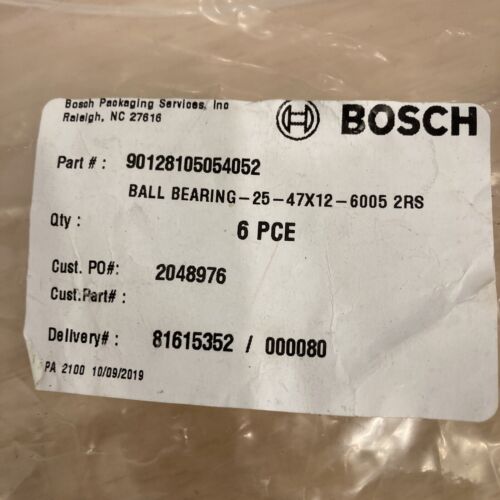 Bosch Packaging Services, Inc
Raleigh, NC 27616
BOSCH
Part # : 90128105054052
BALL BEARING-25-47X12-6005 2RS
Qty : 6 PCE
Cust. PO#: 2048976
Cust.Part# :
Delivery# : 81615352 / 000080
PA 2100 10/09/2019